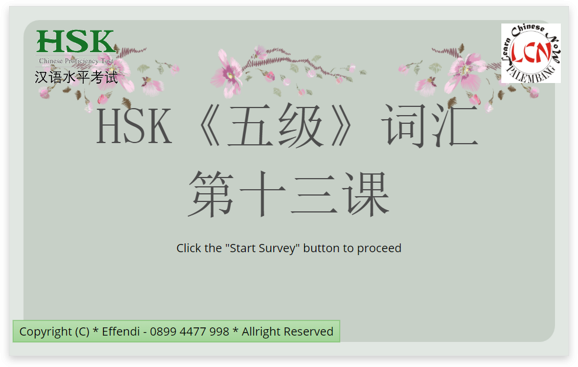 HSK
Chinese Proficiency Test
汉语水平考试
Learn Chinese Now
LCN
PALEMBANG
HSK《五级》词汇
第十三课
Click the "Start Survey" button to proceed
Copyright (C) * Effendi - 0899 4477 998 * Allright Reserved